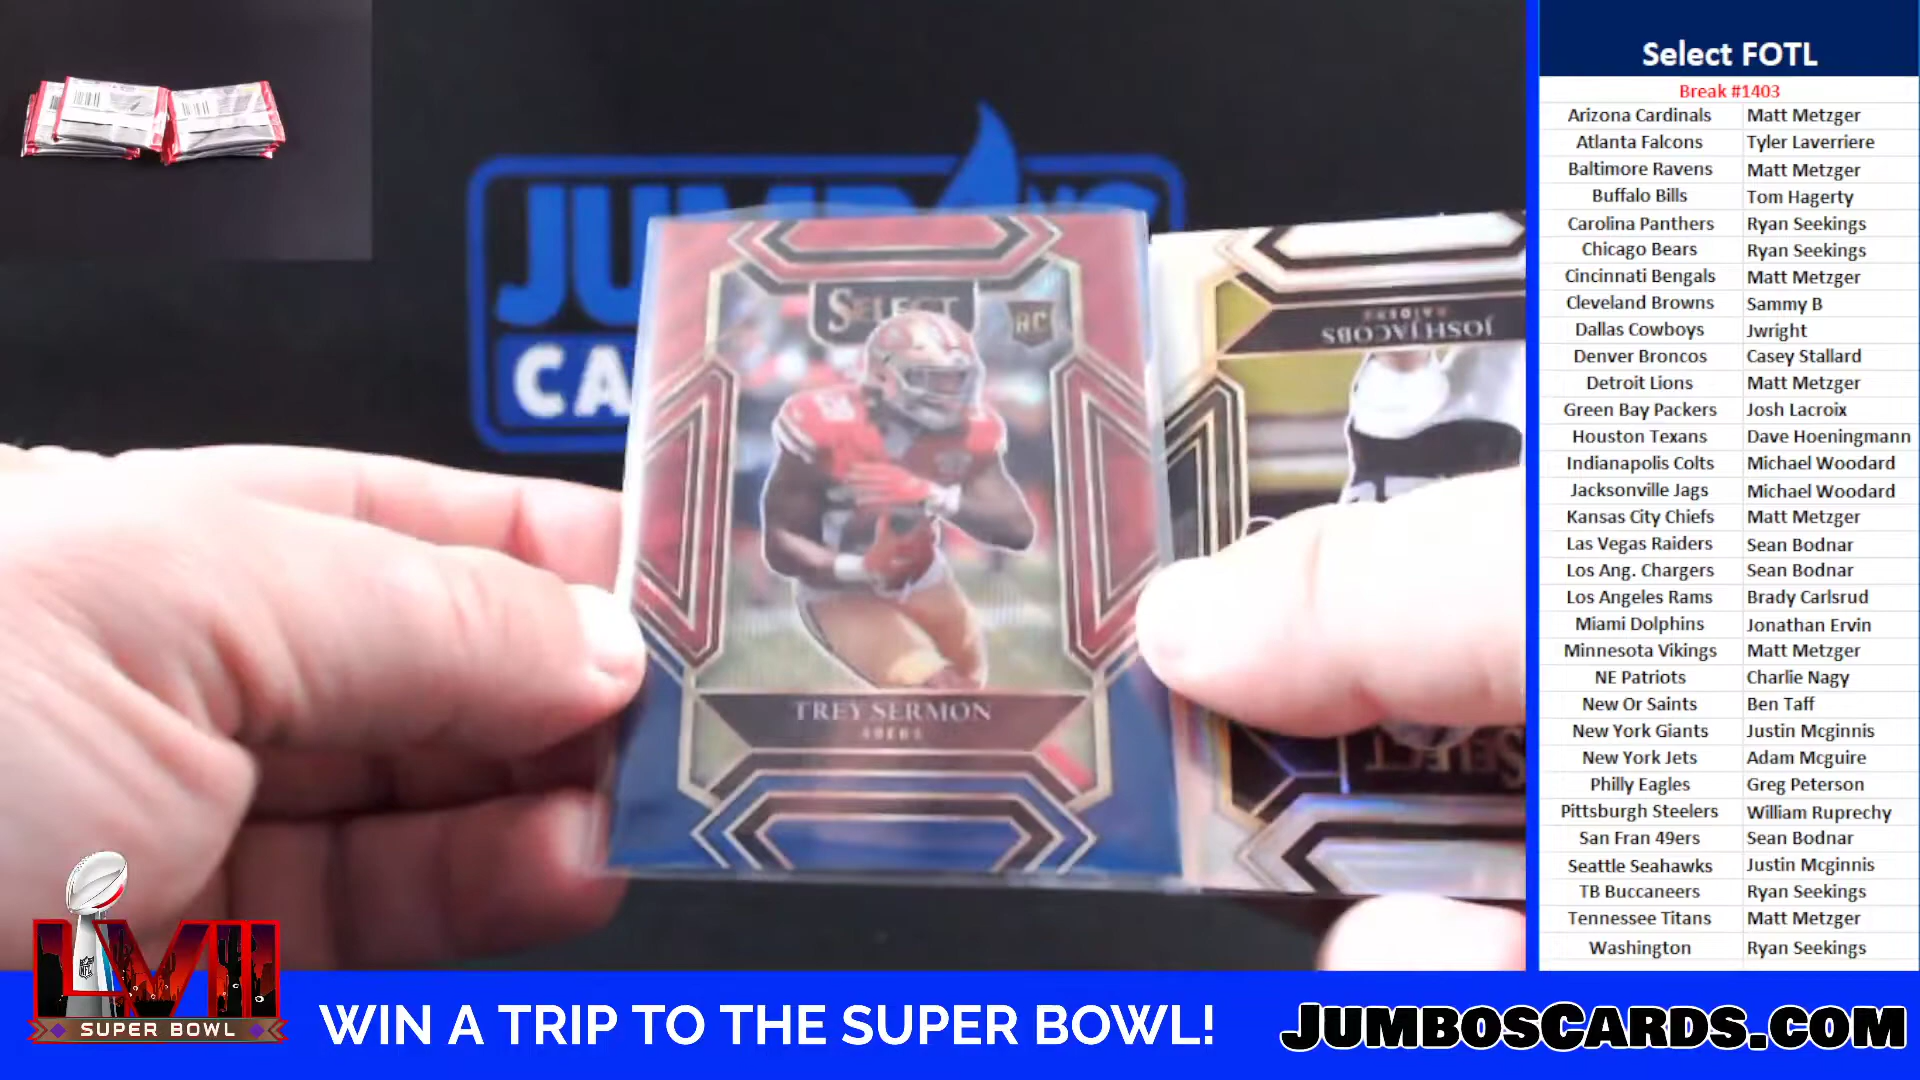 Select FOTL
Break #1403
Arizona Cardinals Matt Metzger
Atlanta Falcons Tyler Laverriere
Baltimore Ravens Matt Metzger
Buffalo Bills Tom Hagerty
Carolina Panthers Ryan Seekings
Chicago Bears Ryan Seekings
Cincinnati Bengals Matt Metzger
Cleveland Browns Sammy B
Dallas Cowboys Jwright
Denver Broncos Casey Stallard
Detroit Lions Matt Metzger
Green Bay Packers Josh Lacroix
Houston Texans Dave Hoeningmann
Indianapolis Colts Michael Woodard
Jacksonville Jags Michael Woodard
Kansas City Chiefs Matt Metzger
Las Vegas Raiders Sean Bodnar
Los Ang. Chargers Sean Bodnar
Los Angeles Rams Brady Carlsrud
Miami Dolphins Jonathan Ervin
Minnesota Vikings Matt Metzger
NE Patriots Charlie Nagy
New Or Saints Ben Taff
New York Giants Justin Mcginnis
New York Jets Adam Mcguire
Philly Eagles Greg Peterson
Pittsburgh Steelers William Ruprechy
San Fran 49ers Sean Bodnar
Seattle Seahawks Justin Mcginnis
TB Buccaneers Ryan Seekings
Tennessee Titans Matt Metzger
Washington Ryan Seekings
SELECT
RC
TREY SERMON
49ERS
JOSH JACOBS
RAIDERS
SELECT
LVII
SUPER BOWL
WIN A TRIP TO THE SUPER BOWL!
JUMBOSCARDS.COM